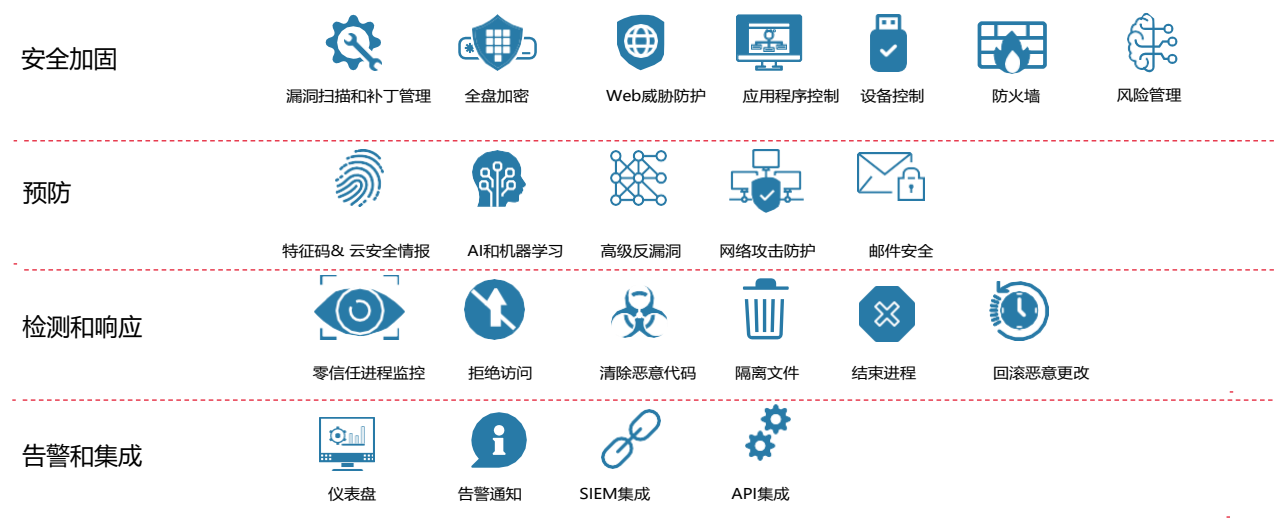 安全加固
漏洞扫描和补丁管理 全盘加密 Web威胁防护 应用程序控制 设备控制 防火墙 风险管理
预防
特征码& 云安全情报 AI和机器学习 高级反漏洞 网络攻击防护 邮件安全
检测和响应
零信任进程监控 拒绝访问 清除恶意代码 隔离文件 结束进程 回滚恶意更改
告警和集成
仪表盘 告警通知 SIEM集成 API集成